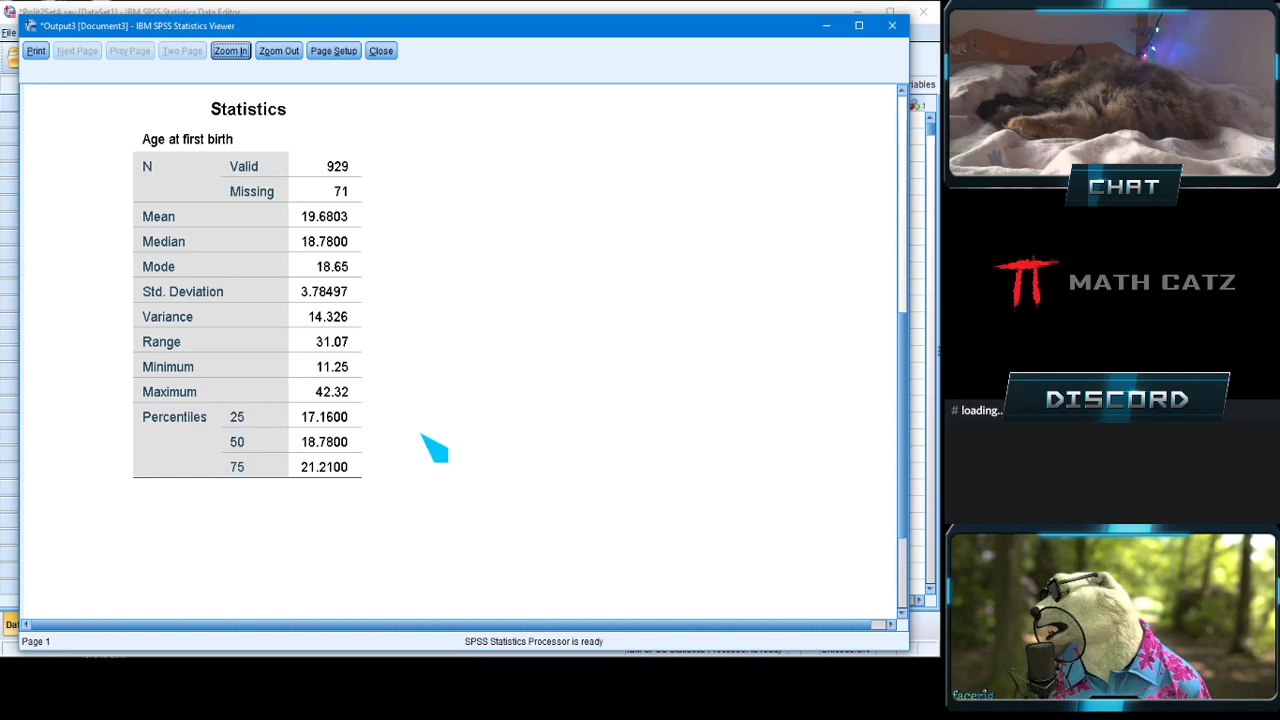 *Output3 [Document3] - IBM SPSS Statistics Viewer
File
Print Next Page Prev Page Two Page Zoom In Zoom Out Page Setup Close
Statistics
Age at first birth
N Valid 929
Missing 71
Mean 19.6803
Median 18.7800
Mode 18.65
Std. Deviation 3.78497
Variance 14.326
Range 31.07
Minimum 11.25
Maximum 42.32
Percentiles 25 17.1600
50 18.7800
75 21.2100
Page 1 SPSS Statistics Processor is ready
CHAT
MATH CATZ
DISCORD
# loading..
facerig